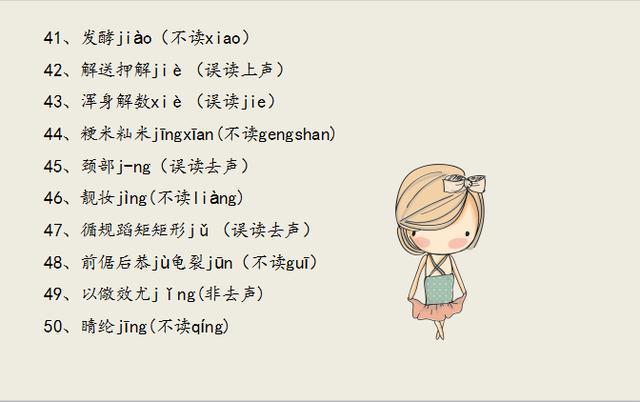 41、发酵jiào（不读xiao）
42、解送押解jiè（误读上声）
43、浑身解数xiè（误读jie）
44、粳米籼米jīngxīan(不读gengshan)
45、颈部j-ng（误读去声）
46、靓妆jìng(不读liàng)
47、循规蹈矩矩形jǔ（误读去声）
48、前倨后恭jù龟裂jūn（不读guī）
49、以儆效尤jǐng(非去声)
50、腈纶jīng(不读qíng)